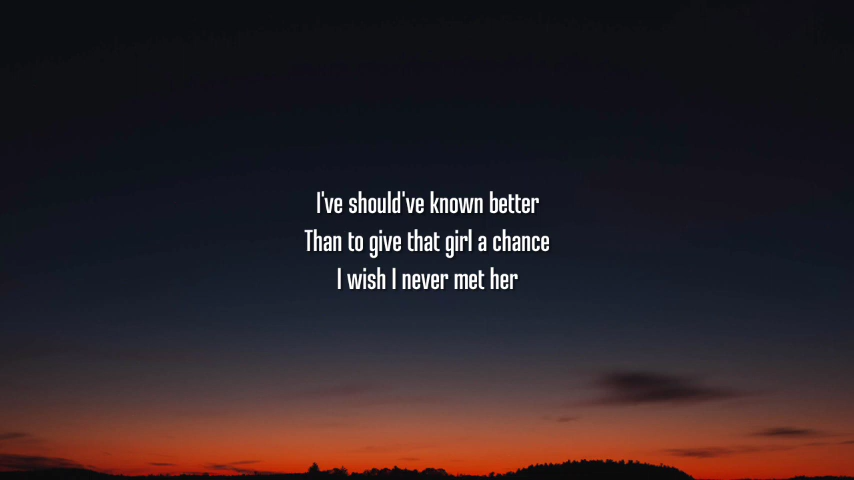 I've should've known better
Than to give that girl a chance
I wish I never met her